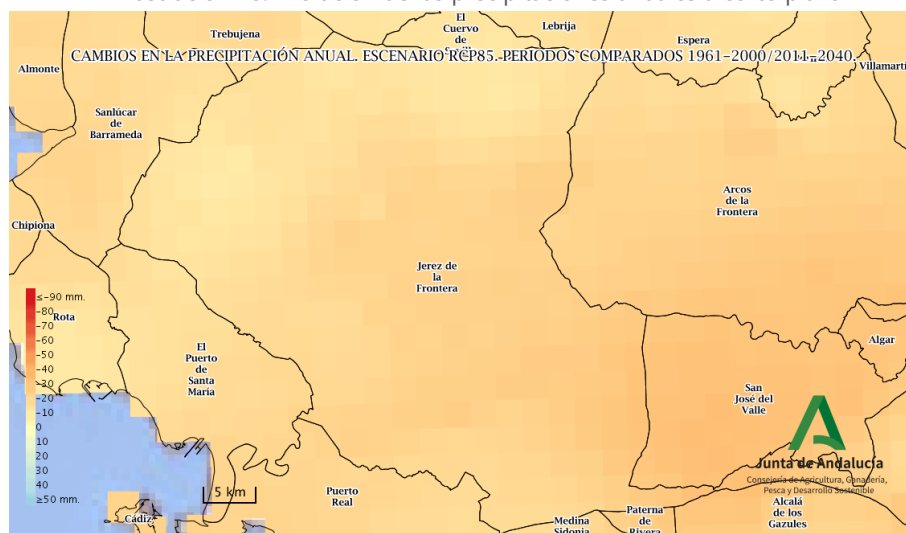 El
Cuervo
de
Trebujena
Lebrija
Espera
CAMBIOS EN LA PRECIPITACIÓN ANUAL. ESCENARIO RCP85. PERIODOS COMPARADOS 1961-2000/2011-2040.
Almonte
Villamartí
Sanlúcar
de
Barrameda
Arcos
de la
Frontera
Chipiona
Jerez de
la
Frontera
≤-90 mm.
-80
-70
-60
-50
-40
-30
-20
-10
0
10
20
30
40
≥50 mm.
Rota
El
Puerto
de
Santa
María
Algar
San
José del
Valle
Junta de Andalucía
Consejería de Agricultura, Ganadería,
Pesca y Desarrollo Sostenible
5 km
Puerto
Real
Cádiz
Medina
Sidonia
Paterna
de
Rivera
Alcalá
de los
Gazules